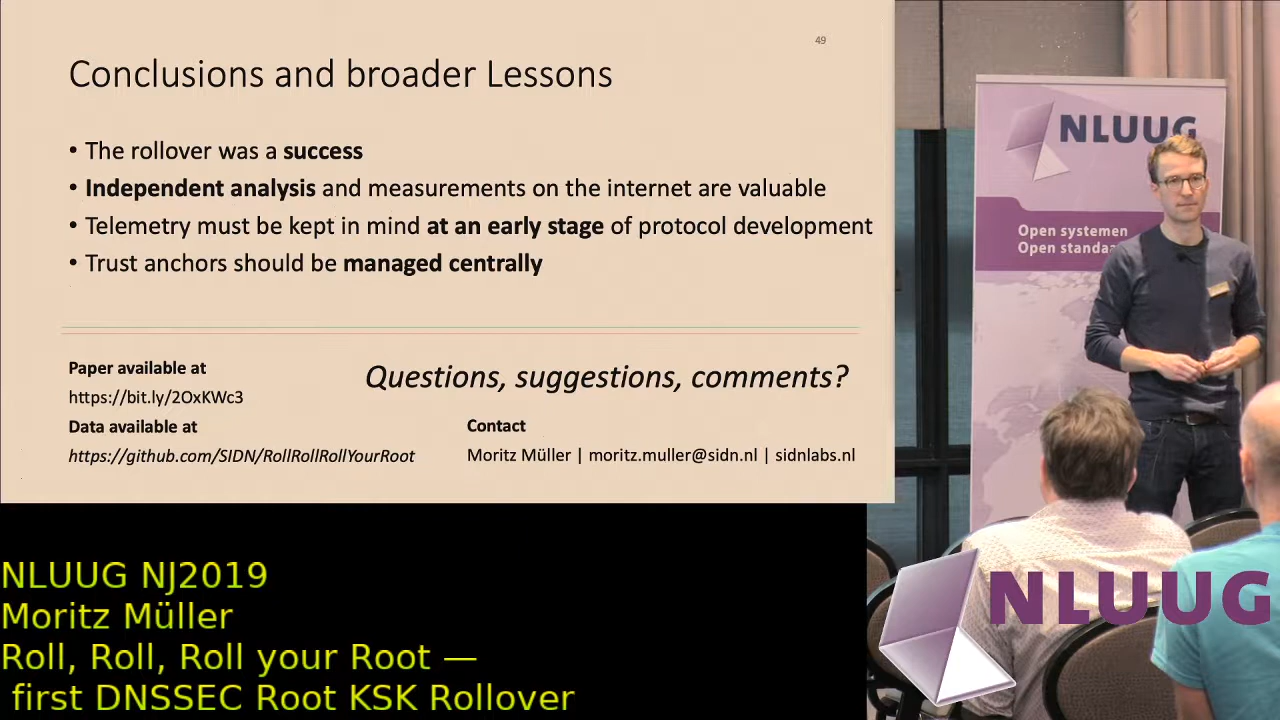 49
Conclusions and broader Lessons
• The rollover was a success
• Independent analysis and measurements on the internet are valuable
• Telemetry must be kept in mind at an early stage of protocol development
• Trust anchors should be managed centrally
Paper available at
https://bit.ly/2OxKWc3
Data available at
https://github.com/SIDN/RollRollRollYourRoot
Questions, suggestions, comments?
Contact
Moritz Müller | moritz.muller@sidn.nl | sidnlabs.nl
NLUUG
Open systemen
Open standaa
NLUUG NJ2019
Moritz Müller
Roll, Roll, Roll your Root —
first DNSSEC Root KSK Rollover
NLUUG